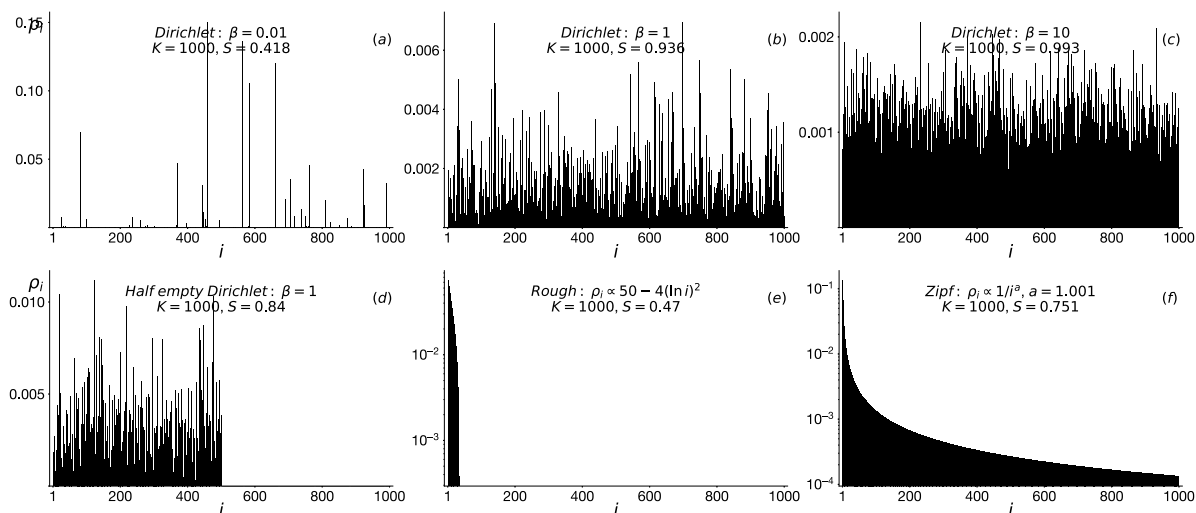 ρi
0.15
0.10
0.05
Dirichlet : β = 0.01
K = 1000, S = 0.418
(a)
1 200 400 600 800 1000
i
0.006
0.004
0.002
Dirichlet : β = 1
K = 1000, S = 0.936
(b)
1 200 400 600 800 1000
i
0.002
0.001
Dirichlet : β = 10
K = 1000, S = 0.993
(c)
1 200 400 600 800 1000
i
ρi
0.010
0.005
Half empty Dirichlet : β = 1
K = 1000, S = 0.84
(d)
1 200 400 600 800 1000
i
10⁻²
10⁻³
Rough : ρi ∝ 50 − 4(ln i)²
K = 1000, S = 0.47
(e)
1 200 400 600 800 1000
i
10⁻¹
10⁻²
10⁻³
10⁻⁴
Zipf : ρi ∝ 1/iᵃ, a = 1.001
K = 1000, S = 0.751
(f)
1 200 400 600 800 1000
i